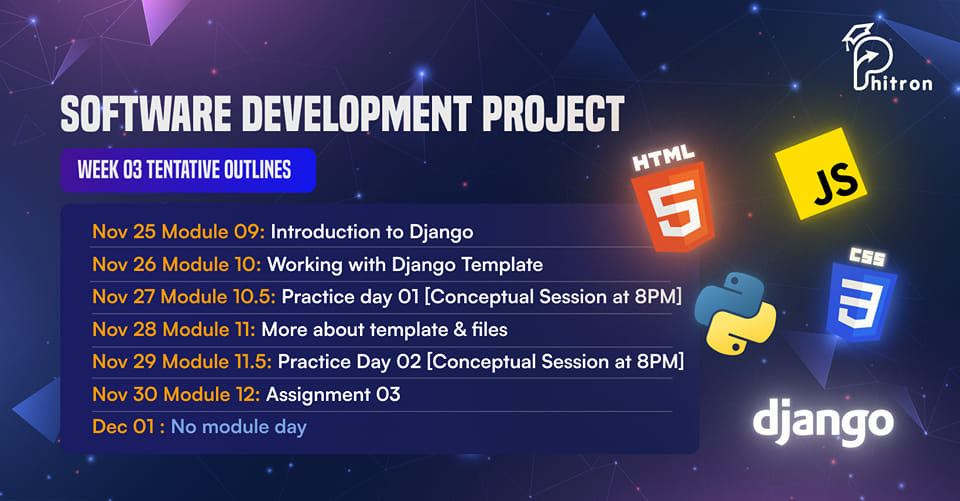 Phitron
SOFTWARE DEVELOPMENT PROJECT
WEEK 03 TENTATIVE OUTLINES
Nov 25 Module 09: Introduction to Django
Nov 26 Module 10: Working with Django Template
Nov 27 Module 10.5: Practice day 01 [Conceptual Session at 8PM]
Nov 28 Module 11: More about template & files
Nov 29 Module 11.5: Practice Day 02 [Conceptual Session at 8PM]
Nov 30 Module 12: Assignment 03
Dec 01 : No module day
HTML
5
JS
CSS
3
django